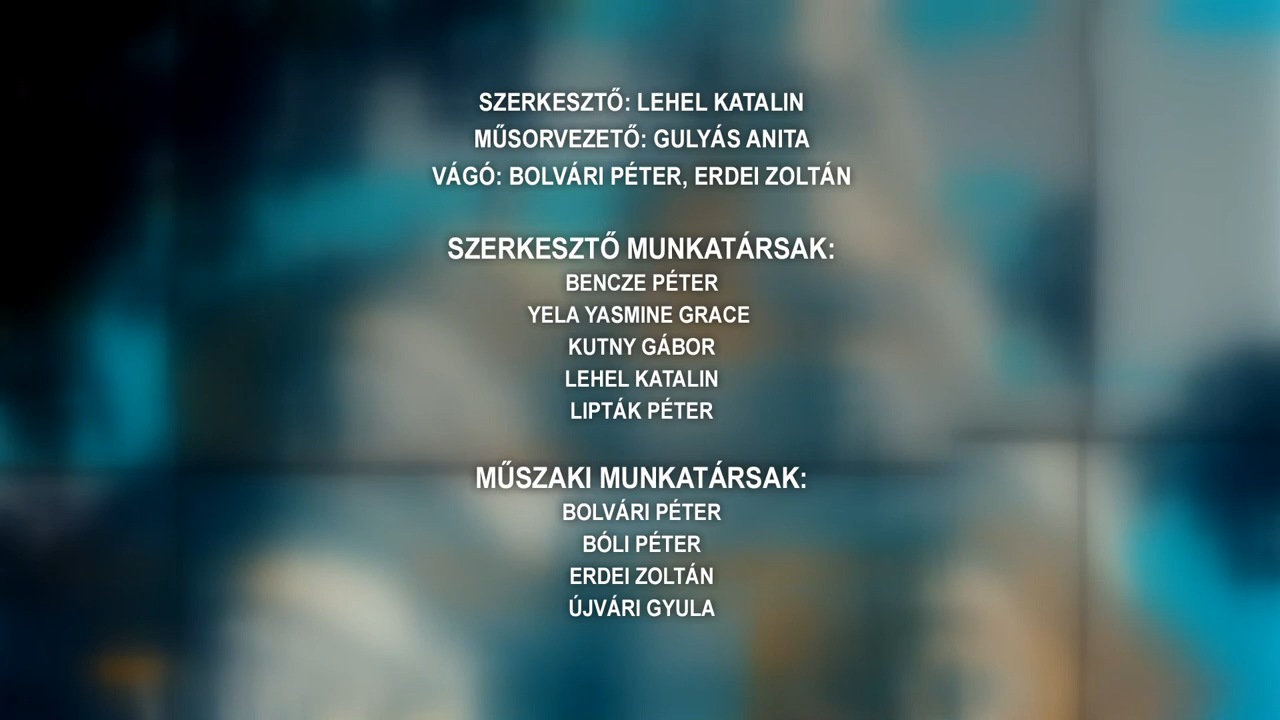 SZERKESZTŐ: LEHEL KATALIN
MŰSORVEZETŐ: GULYÁS ANITA
VÁGÓ: BOLVÁRI PÉTER, ERDEI ZOLTÁN
SZERKESZTŐ MUNKATÁRSAK:
BENCZE PÉTER
YELA YASMINE GRACE
KUTNY GÁBOR
LEHEL KATALIN
LIPTÁK PÉTER
MŰSZAKI MUNKATÁRSAK:
BOLVÁRI PÉTER
BÓLI PÉTER
ERDEI ZOLTÁN
ÚJVÁRI GYULA